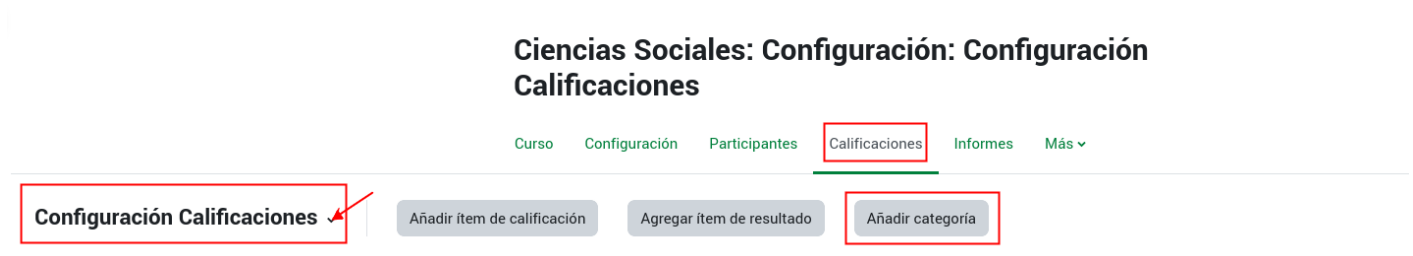 Ciencias Sociales: Configuración: Configuración
Calificaciones
Curso Configuración Participantes Calificaciones Informes Más
Configuración Calificaciones Añadir ítem de calificación Agregar ítem de resultado Añadir categoría